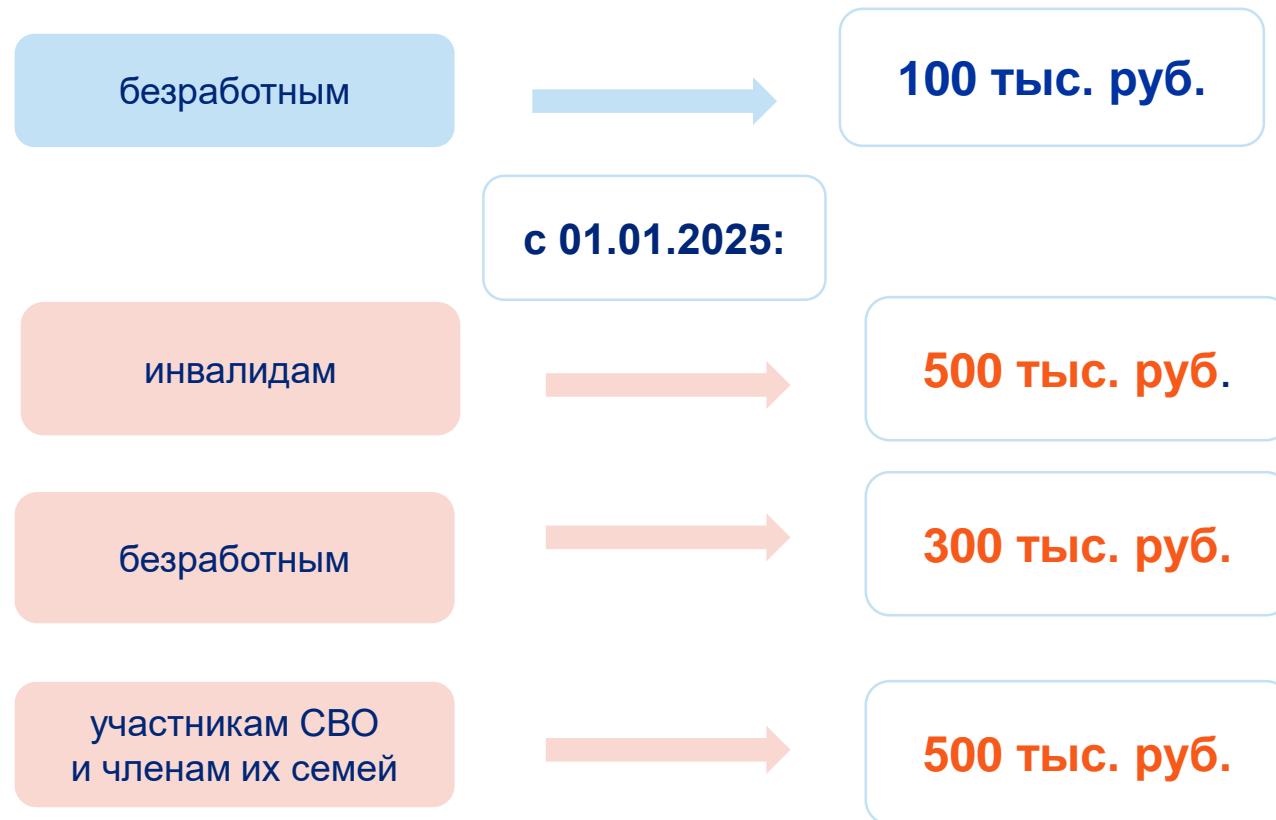 безработным
100 тыс. руб.
с 01.01.2025:
инвалидам
500 тыс. руб.
безработным
300 тыс. руб.
участникам СВО
и членам их семей
500 тыс. руб.